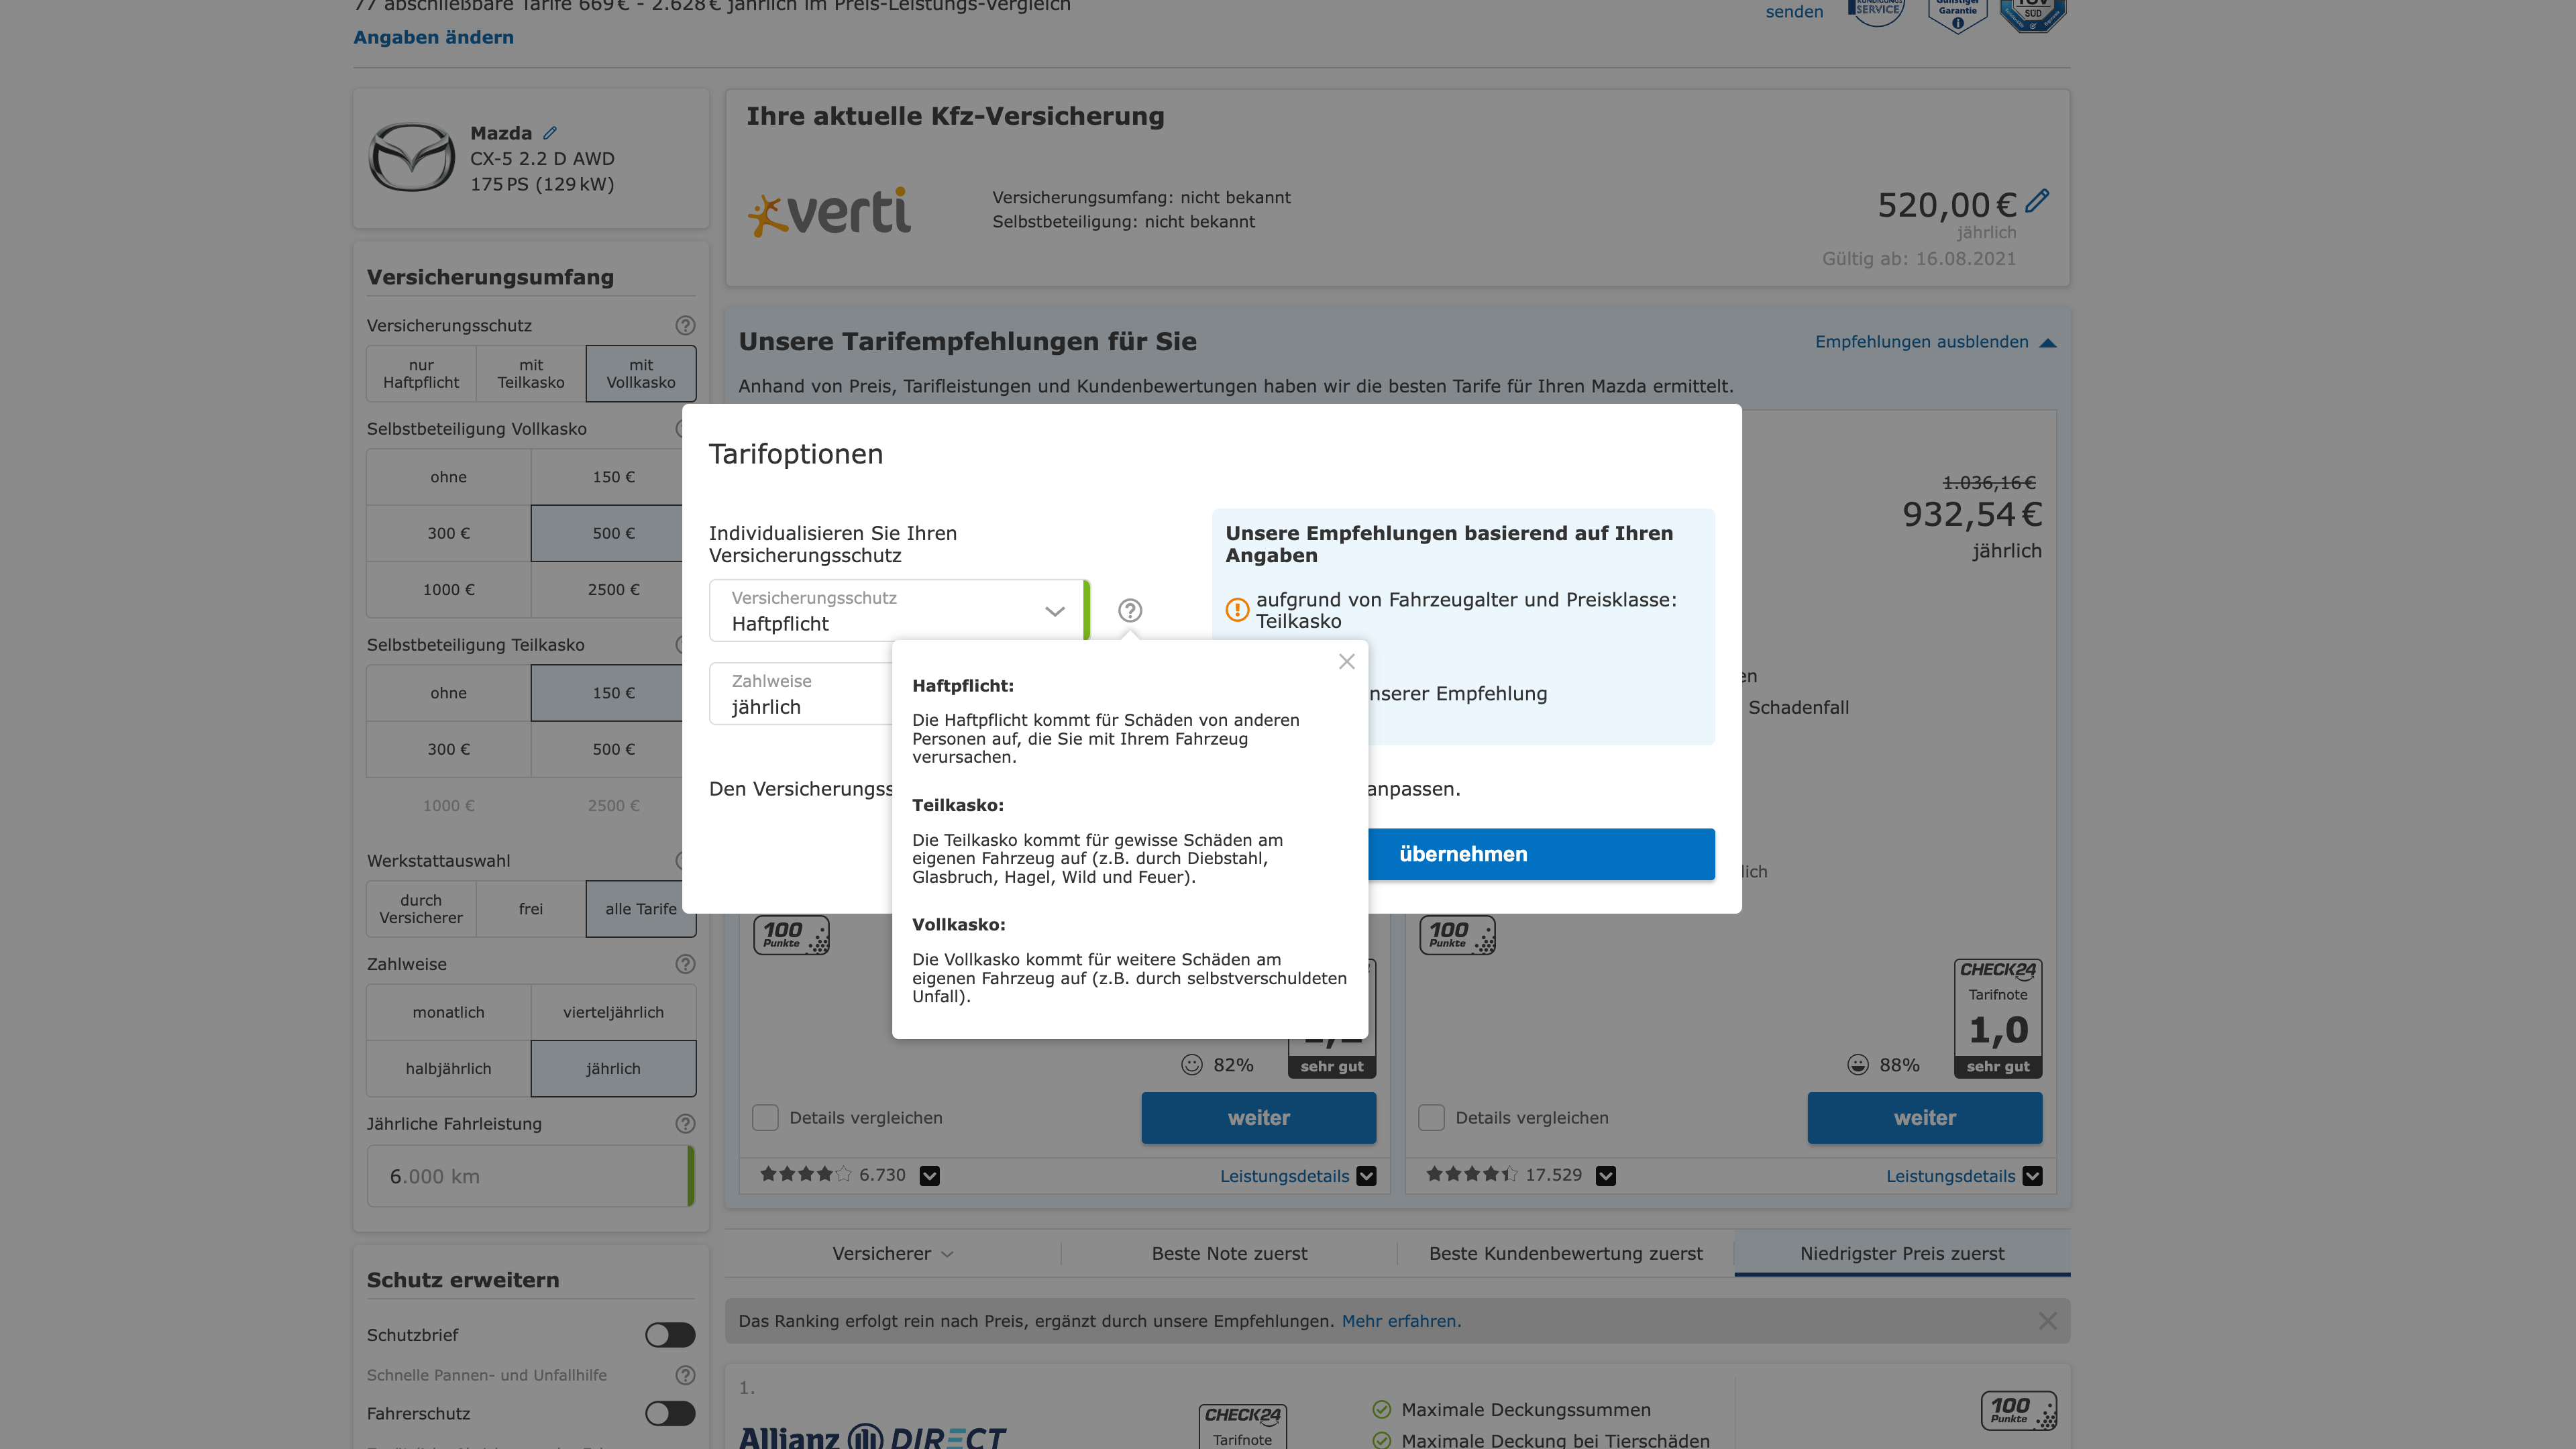 77 abschließbare Tarife 669 € - 2.628 € jährlich im Preis-Leistungs-Vergleich
Angaben ändern
senden
SERVICE
Garantie
SÜD
Mazda
CX-5 2.2 D AWD
175 PS (129 kW)
Versicherungsumfang
Versicherungsschutz
nur Haftpflicht
mit Teilkasko
mit Vollkasko
Selbstbeteiligung Vollkasko
ohne
150 €
300 €
500 €
1000 €
2500 €
Selbstbeteiligung Teilkasko
ohne
150 €
300 €
500 €
1000 €
2500 €
Werkstattauswahl
durch Versicherer
frei
alle Tarife
Zahlweise
monatlich
vierteljährlich
halbjährlich
jährlich
Jährliche Fahrleistung
6.000 km
Schutz erweitern
Schutzbrief
Schnelle Pannen- und Unfallhilfe
Fahrerschutz
Ihre aktuelle Kfz-Versicherung
verti
Versicherungsumfang: nicht bekannt
Selbstbeteiligung: nicht bekannt
520,00 €
jährlich
Gültig ab: 16.08.2021
Unsere Tarifempfehlungen für Sie
Empfehlungen ausblenden
Anhand von Preis, Tarifleistungen und Kundenbewertungen haben wir die besten Tarife für Ihren Mazda ermittelt.
1.036,16 €
932,54 €
jährlich
en
Schadenfall
lich
Tarifoptionen
Individualisieren Sie Ihren
Versicherungsschutz
Versicherungsschutz
Haftpflicht
Zahlweise
jährlich
Unsere Empfehlungen basierend auf Ihren
Angaben
aufgrund von Fahrzeugalter und Preisklasse:
Teilkasko
nserer Empfehlung
Den Versicherungss
anpassen.
übernehmen
Haftpflicht:
Die Haftpflicht kommt für Schäden von anderen
Personen auf, die Sie mit Ihrem Fahrzeug
verursachen.
Teilkasko:
Die Teilkasko kommt für gewisse Schäden am
eigenen Fahrzeug auf (z.B. durch Diebstahl,
Glasbruch, Hagel, Wild und Feuer).
Vollkasko:
Die Vollkasko kommt für weitere Schäden am
eigenen Fahrzeug auf (z.B. durch selbstverschuldeten
Unfall).
100
Punkte
82%
sehr gut
Details vergleichen
weiter
6.730
Leistungsdetails
100
Punkte
CHECK24
Tarifnote
1,0
88%
sehr gut
Details vergleichen
weiter
17.529
Leistungsdetails
Versicherer
Beste Note zuerst
Beste Kundenbewertung zuerst
Niedrigster Preis zuerst
Das Ranking erfolgt rein nach Preis, ergänzt durch unsere Empfehlungen. Mehr erfahren.
1.
Allianz DIRECT
CHECK24
Tarifnote
Maximale Deckungssummen
Maximale Deckung bei Tierschäden
100
Punkte